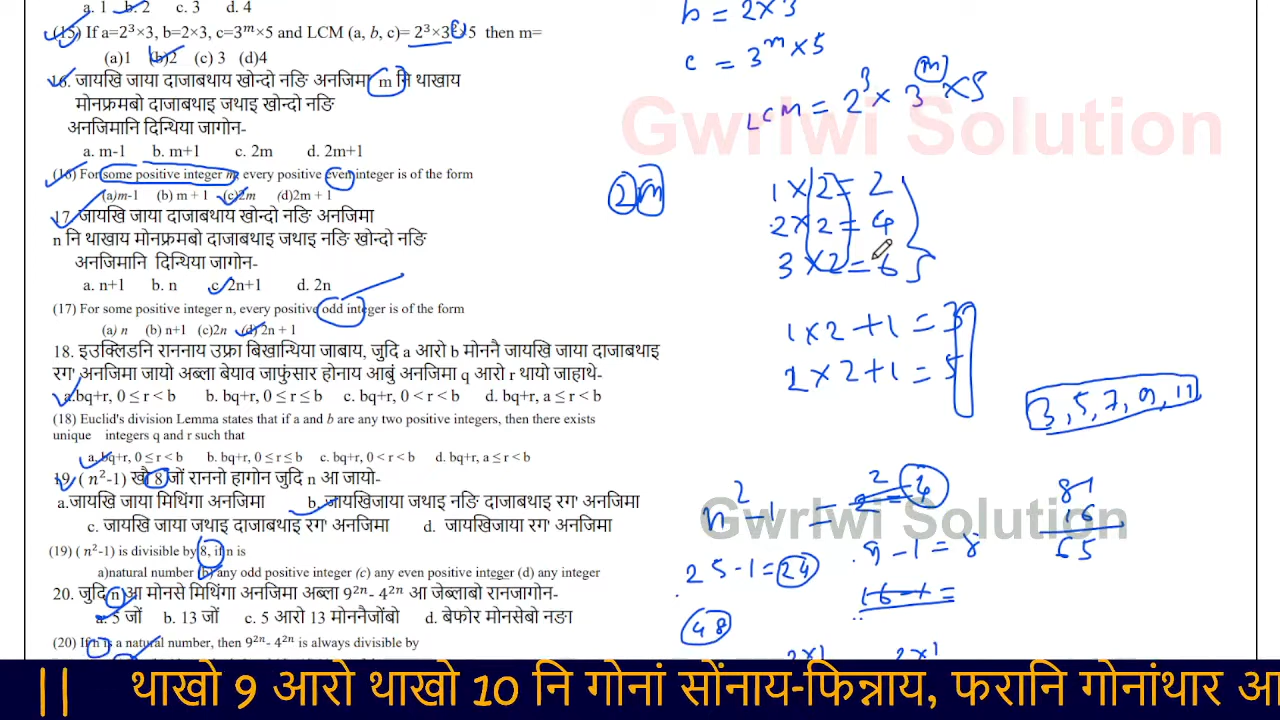 a. 1 b. 2 c. 3 d. 4
(15) If a=2³×3, b=2×3, c=3ᵐ×5 and LCM (a, b, c)= 2³×3²×5 then m=
(a)1 (b)2 (c) 3 (d)4
16. जायखि जाया दाजाबथाय खोन्दो नङि अनजिमा m नि थाखाय
मोनफ्रमबो दाजाबथाइ जथाइ खोन्दो नङि
अनजिमानि दिन्थिया जागोन-
a. m-1 b. m+1 c. 2m d. 2m+1
(16) For some positive integer m, every positive even integer is of the form
(a)m-1 (b) m + 1 (c)2m (d)2m + 1
17. जायखि जाया दाजाबथाय खोन्दो नङि अनजिमा
n नि थाखाय मोनफ्रमबो दाजाबथाइ जथाइ खोन्दो नङि
अनजिमानि दिन्थिया जागोन-
a. n+1 b. n c. 2n+1 d. 2n
(17) For some positive integer n, every positive odd integer is of the form
(a) n (b) n+1 (c)2n (d) 2n + 1
18. इउक्लिडनि राननाय उफ्रा बिखान्थिया जाबाय, जुदि a आरो b मोननै जायखि जाया दाजाबथाइ
रग' अनजिमा जायो अब्ला बेयाव जाफुंसार होनाय आबुं अनजिमा q आरो r थायो जाहाथे-
a.bq+r, 0 ≤ r < b b. bq+r, 0 ≤ r ≤ b c. bq+r, 0 < r < b d. bq+r, a ≤ r < b
(18) Euclid's division Lemma states that if a and b are any two positive integers, then there exists
unique integers q and r such that
a. bq+r, 0 ≤ r < b b. bq+r, 0 ≤ r ≤ b c. bq+r, 0 < r < b d. bq+r, a ≤ r < b
19. ( n²-1) खौ 8 जों राननो हागोन जुदि n आ जायो-
a.जायखि जाया मिथिंगा अनजिमा b. जायखिजाया जथाइ नङि दाजाबथाइ रग' अनजिमा
c. जायखि जाया जथाइ दाजाबथाइ रग' अनजिमा d. जायखिजाया रग' अनजिमा
(19) ( n²-1) is divisible by 8, if n is
a)natural number (b) any odd positive integer (c) any even positive integer (d) any integer
20. जुदि n आ मोनसे मिथिंगा अनजिमा अब्ला 9²ⁿ- 4²ⁿ आ जेब्लाबो रानजागोन-
a. 5 जों b. 13 जों c. 5 आरो 13 मोननैजोंबो d. बेफोर मोनसेबो नङा
(20) If n is a natural number, then 9²ⁿ- 4²ⁿ is always divisible by
b = 2×3
c = 3ᵐ×5
LCM = 2³× 3ᵐ ×5
Gwrlwi Solution
2m
1×2=2
2×2=4
3×2=6
1×2+1=3
2×2+1=5
3,5,7,9,11
Gwrlwi Solution
n²-1 =
9-1=8
25-1=24
16-1=
48
81
16
65
2×1 2×1
|| थाखो 9 आरो थाखो 10 नि गोनां सोंनाय-फिन्नाय, फरानि गोनांथार आ